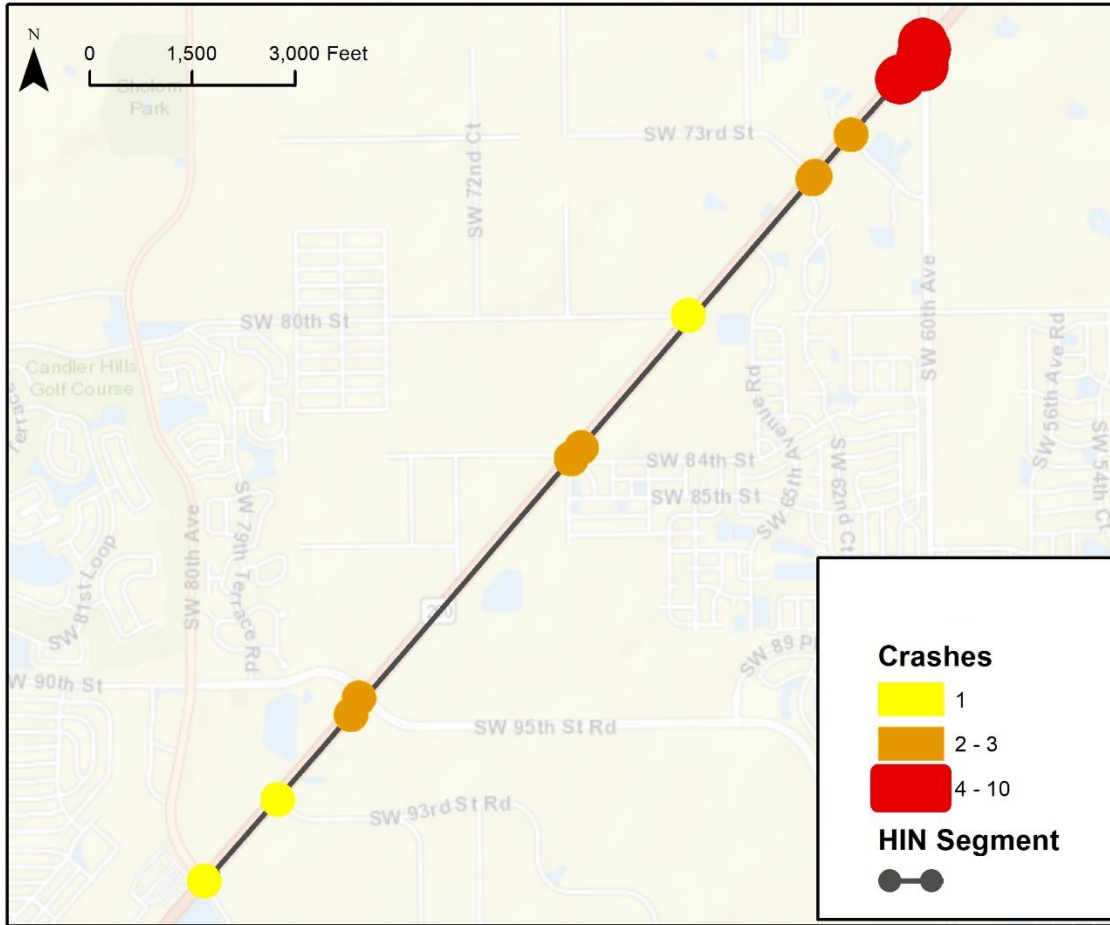 N
0 1,500 3,000 Feet
Sholom
Park
SW 72nd Ct
SW 73rd St
SW 60th Ave
SW 80th St
Candler Hills
Golf Course
Terrace
SW 56th Ave Rd
SW 54th Ct
SW 84th St
SW 85th St
SW 65th Avenue Rd
SW 62nd Ct
SW 79th Terrace Rd
SW 80th Ave
SW 81st Loop
SW 89 Pl
W 90th St
SW 95th St Rd
SW 93rd St Rd
Crashes
1
2 - 3
4 - 10
HIN Segment